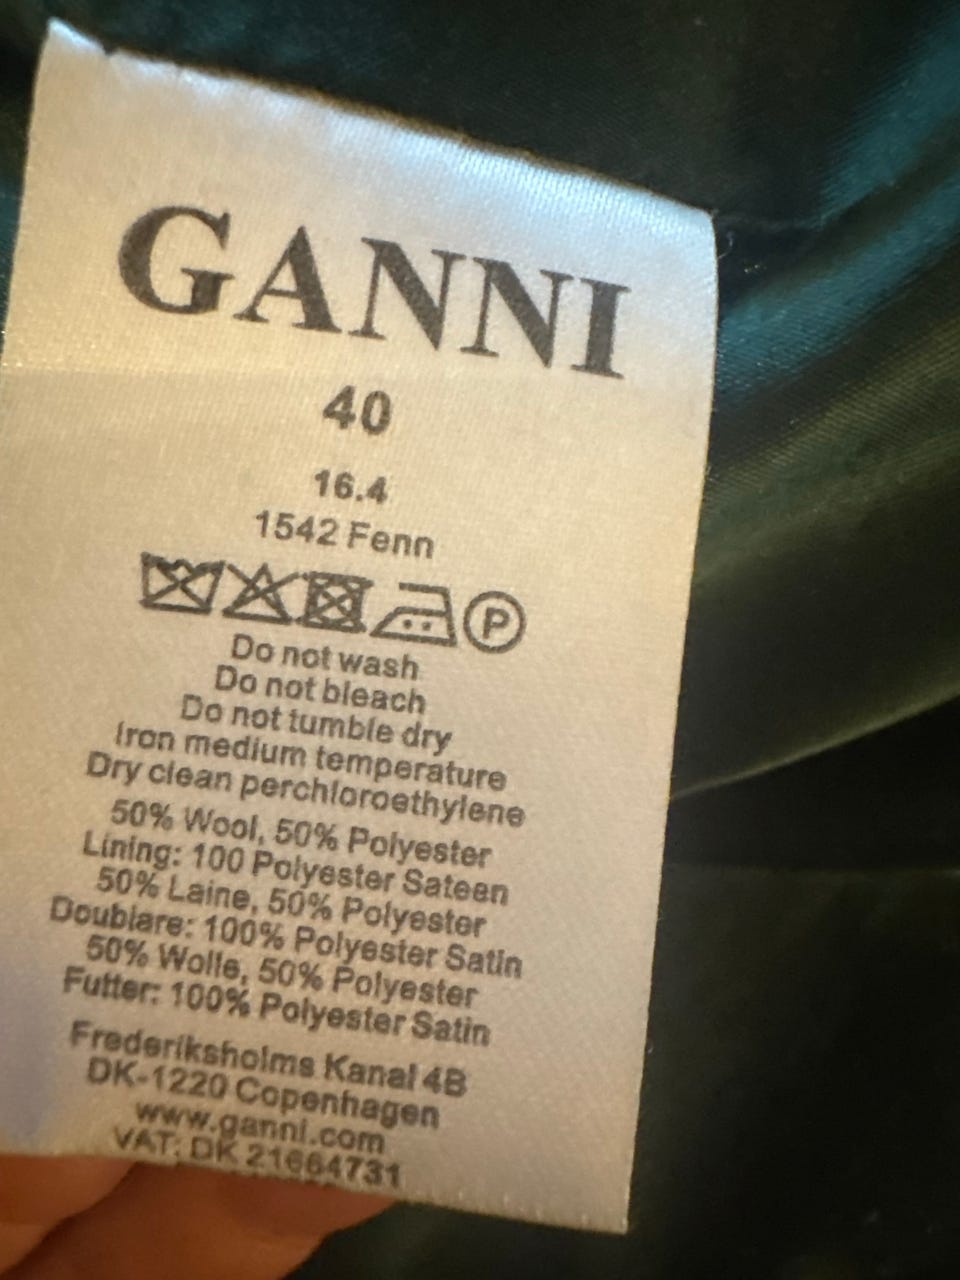 GANNI
40
16.4
1542 Fenn
P
Do not wash
Do not bleach
Do not tumble dry
Iron medium temperature
Dry clean perchloroethylene
50% Wool, 50% Polyester
Lining: 100 Polyester Sateen
50% Laine, 50% Polyester
Doublare: 100% Polyester Satin
50% Wolle, 50% Polyester
Futter: 100% Polyester Satin
Frederiksholms Kanal 4B
DK-1220 Copenhagen
www.ganni.com
VAT: DK 21664731